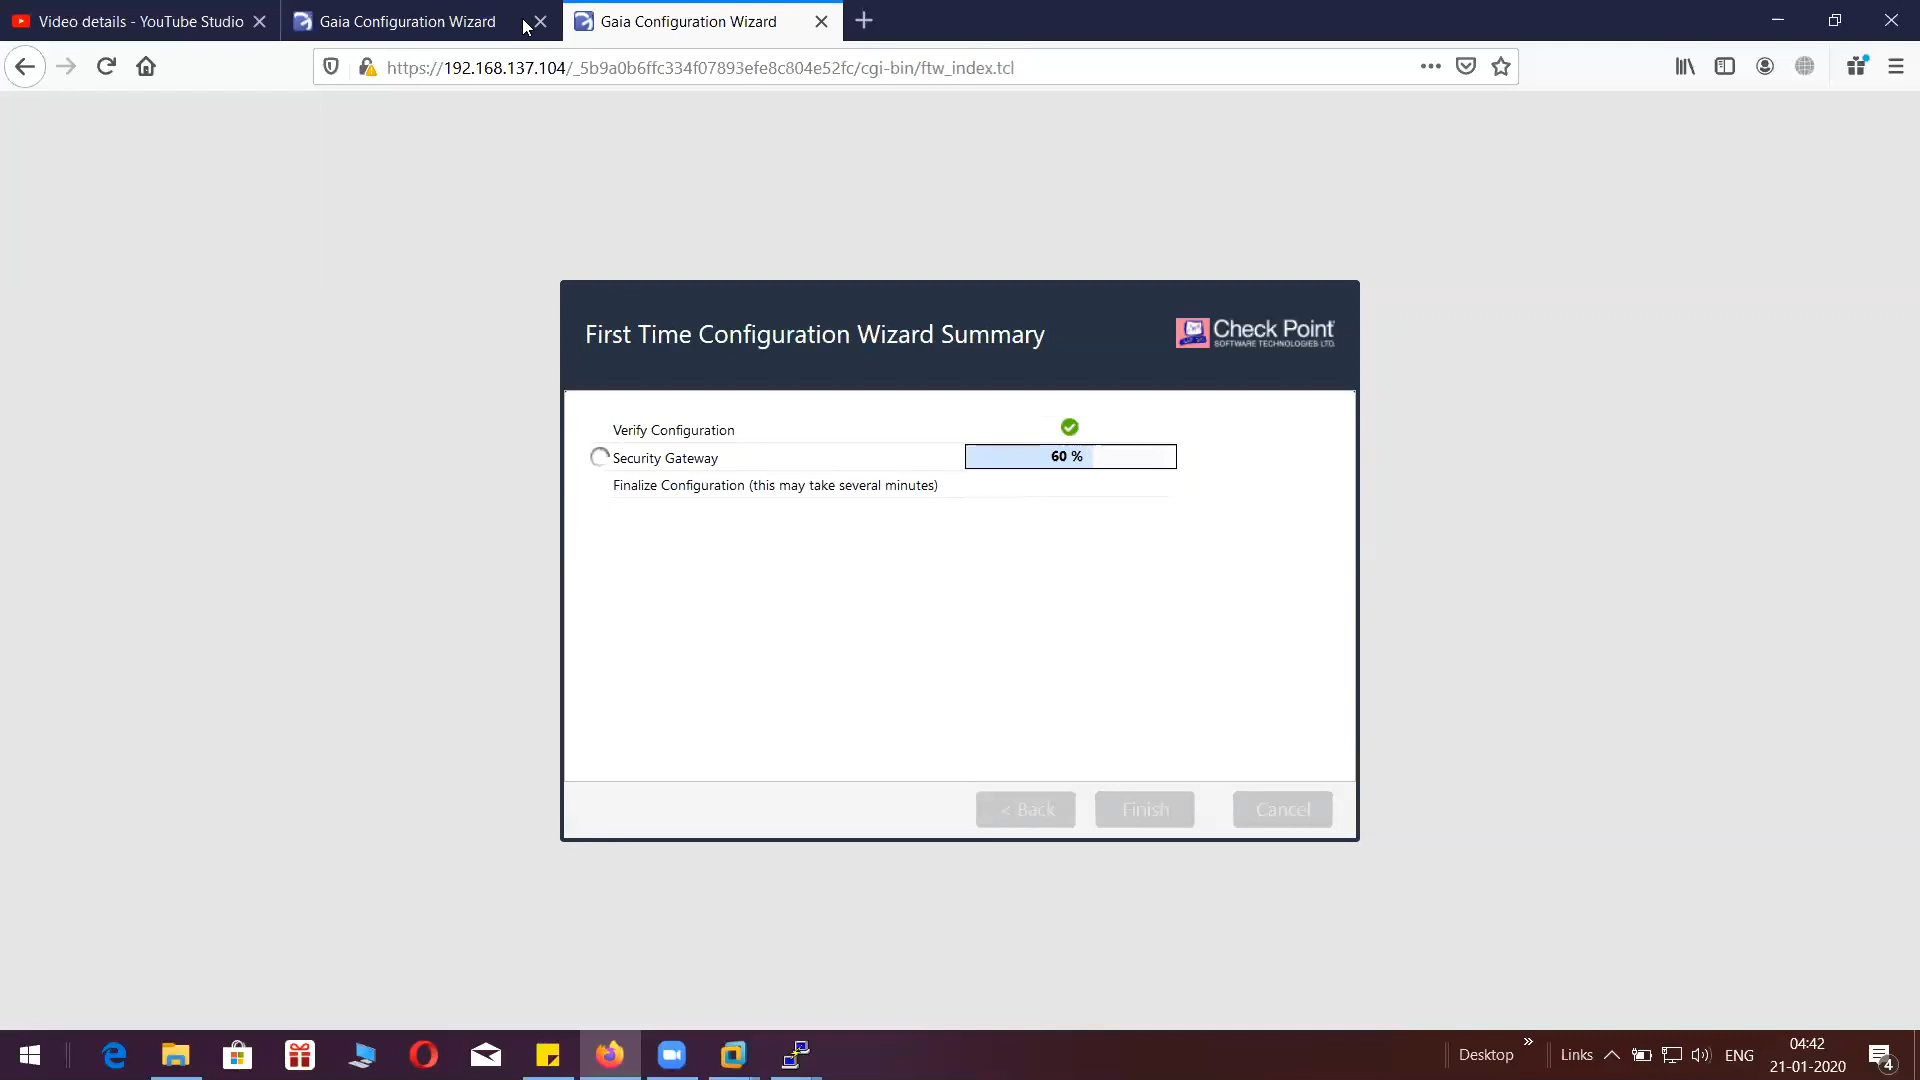 Video details - YouTube Studio
Gaia Configuration Wizard
Gaia Configuration Wizard
https://192.168.137.104/_5b9a0b6ffc334f07893efe8c804e52fc/cgi-bin/ftw_index.tcl
First Time Configuration Wizard Summary
Check Point
SOFTWARE TECHNOLOGIES LTD.
Verify Configuration
Security Gateway
60 %
Finalize Configuration (this may take several minutes)
< Back
Finish
Cancel
Desktop
Links
ENG
04:42
21-01-2020
4